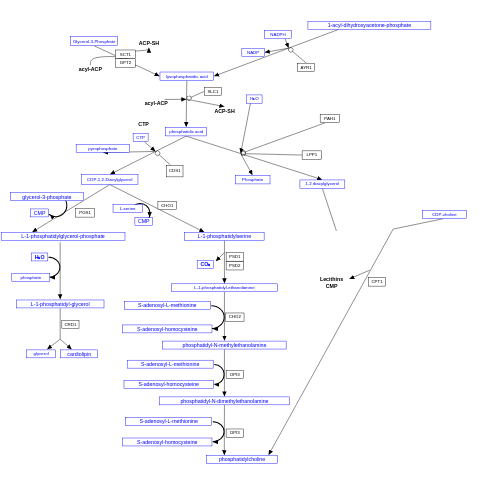 1-acyl-dihydroxyacetone-phosphate
NADPH
Glycerol-3-Phosphate
ACP-SH
NADP
SCT1
GPT2
AYR1
acyl-ACP
lysophosphatidic acid
SLC1
acyl-ACP
H₂O
ACP-SH
PAH1
CTP
phosphatidic acid
CTP
pyrophosphate
LPP1
CDS1
CDP-1,2-Diacylglycerol
Phosphate
1-2 diacylglycerol
glycerol-3-phosphate
CHO1
L-serine
CMP
PGS1
CDP-choline
CMP
L-1-phosphatidylglycerol-phosphate
L-1-phosphatidylserine
H₂O
PSD1
PSD2
CO₂
phosphate
Lecithins
CMP
CPT1
L-1-phosphatidylethanolamine
L-1-phosphatidyl-glycerol
S-adenosyl-L-methionine
CHO2
CRD1
S-adenosyl-homocysteine
phosphatidyl-N-methylethanolamine
glycerol
cardiolipin
S-adenosyl-L-methionine
OPI3
S-adenosyl-homocysteine
phosphatidyl-N-dimethylethanolamine
S-adenosyl-L-methionine
OPI3
S-adenosyl-homocysteine
phosphatidylcholine